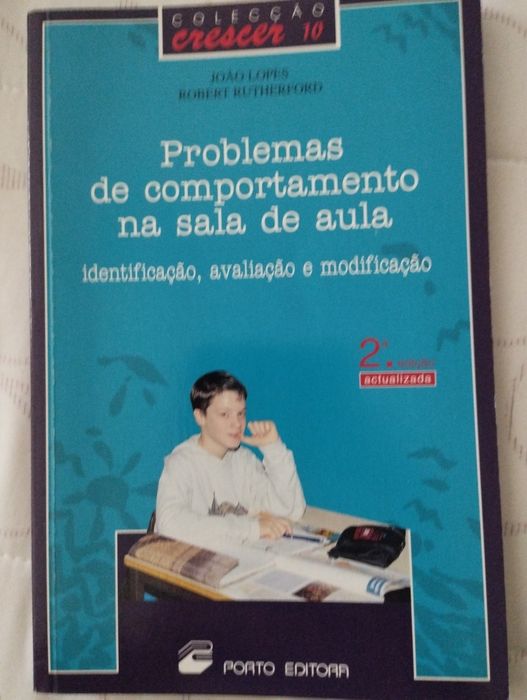 COLECÇÃO
crescer 10
JOÃO LOPES
ROBERT RUTHERFORD
Problemas
de comportamento
na sala de aula
identificação, avaliação e modificação
2.ª edição
actualizada
PORTO EDITORA